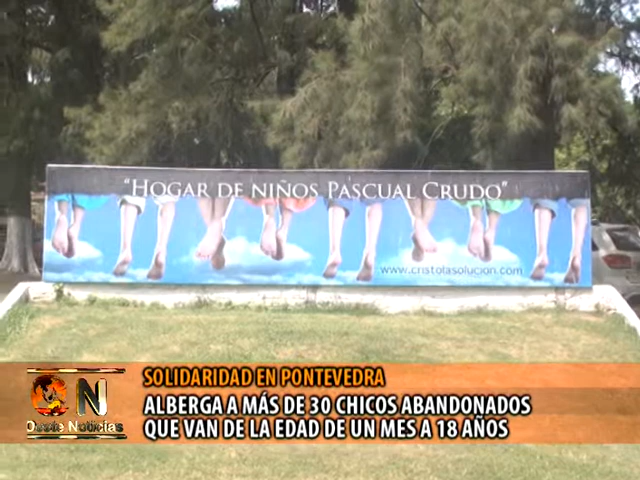 "HOGAR DE NIÑOS PASCUAL CRUDO"
www.cristolasolucion.com
SOLIDARIDAD EN PONTEVEDRA
ALBERGA A MÁS DE 30 CHICOS ABANDONADOS
QUE VAN DE LA EDAD DE UN MES A 18 AÑOS
ON
Oeste Noticias